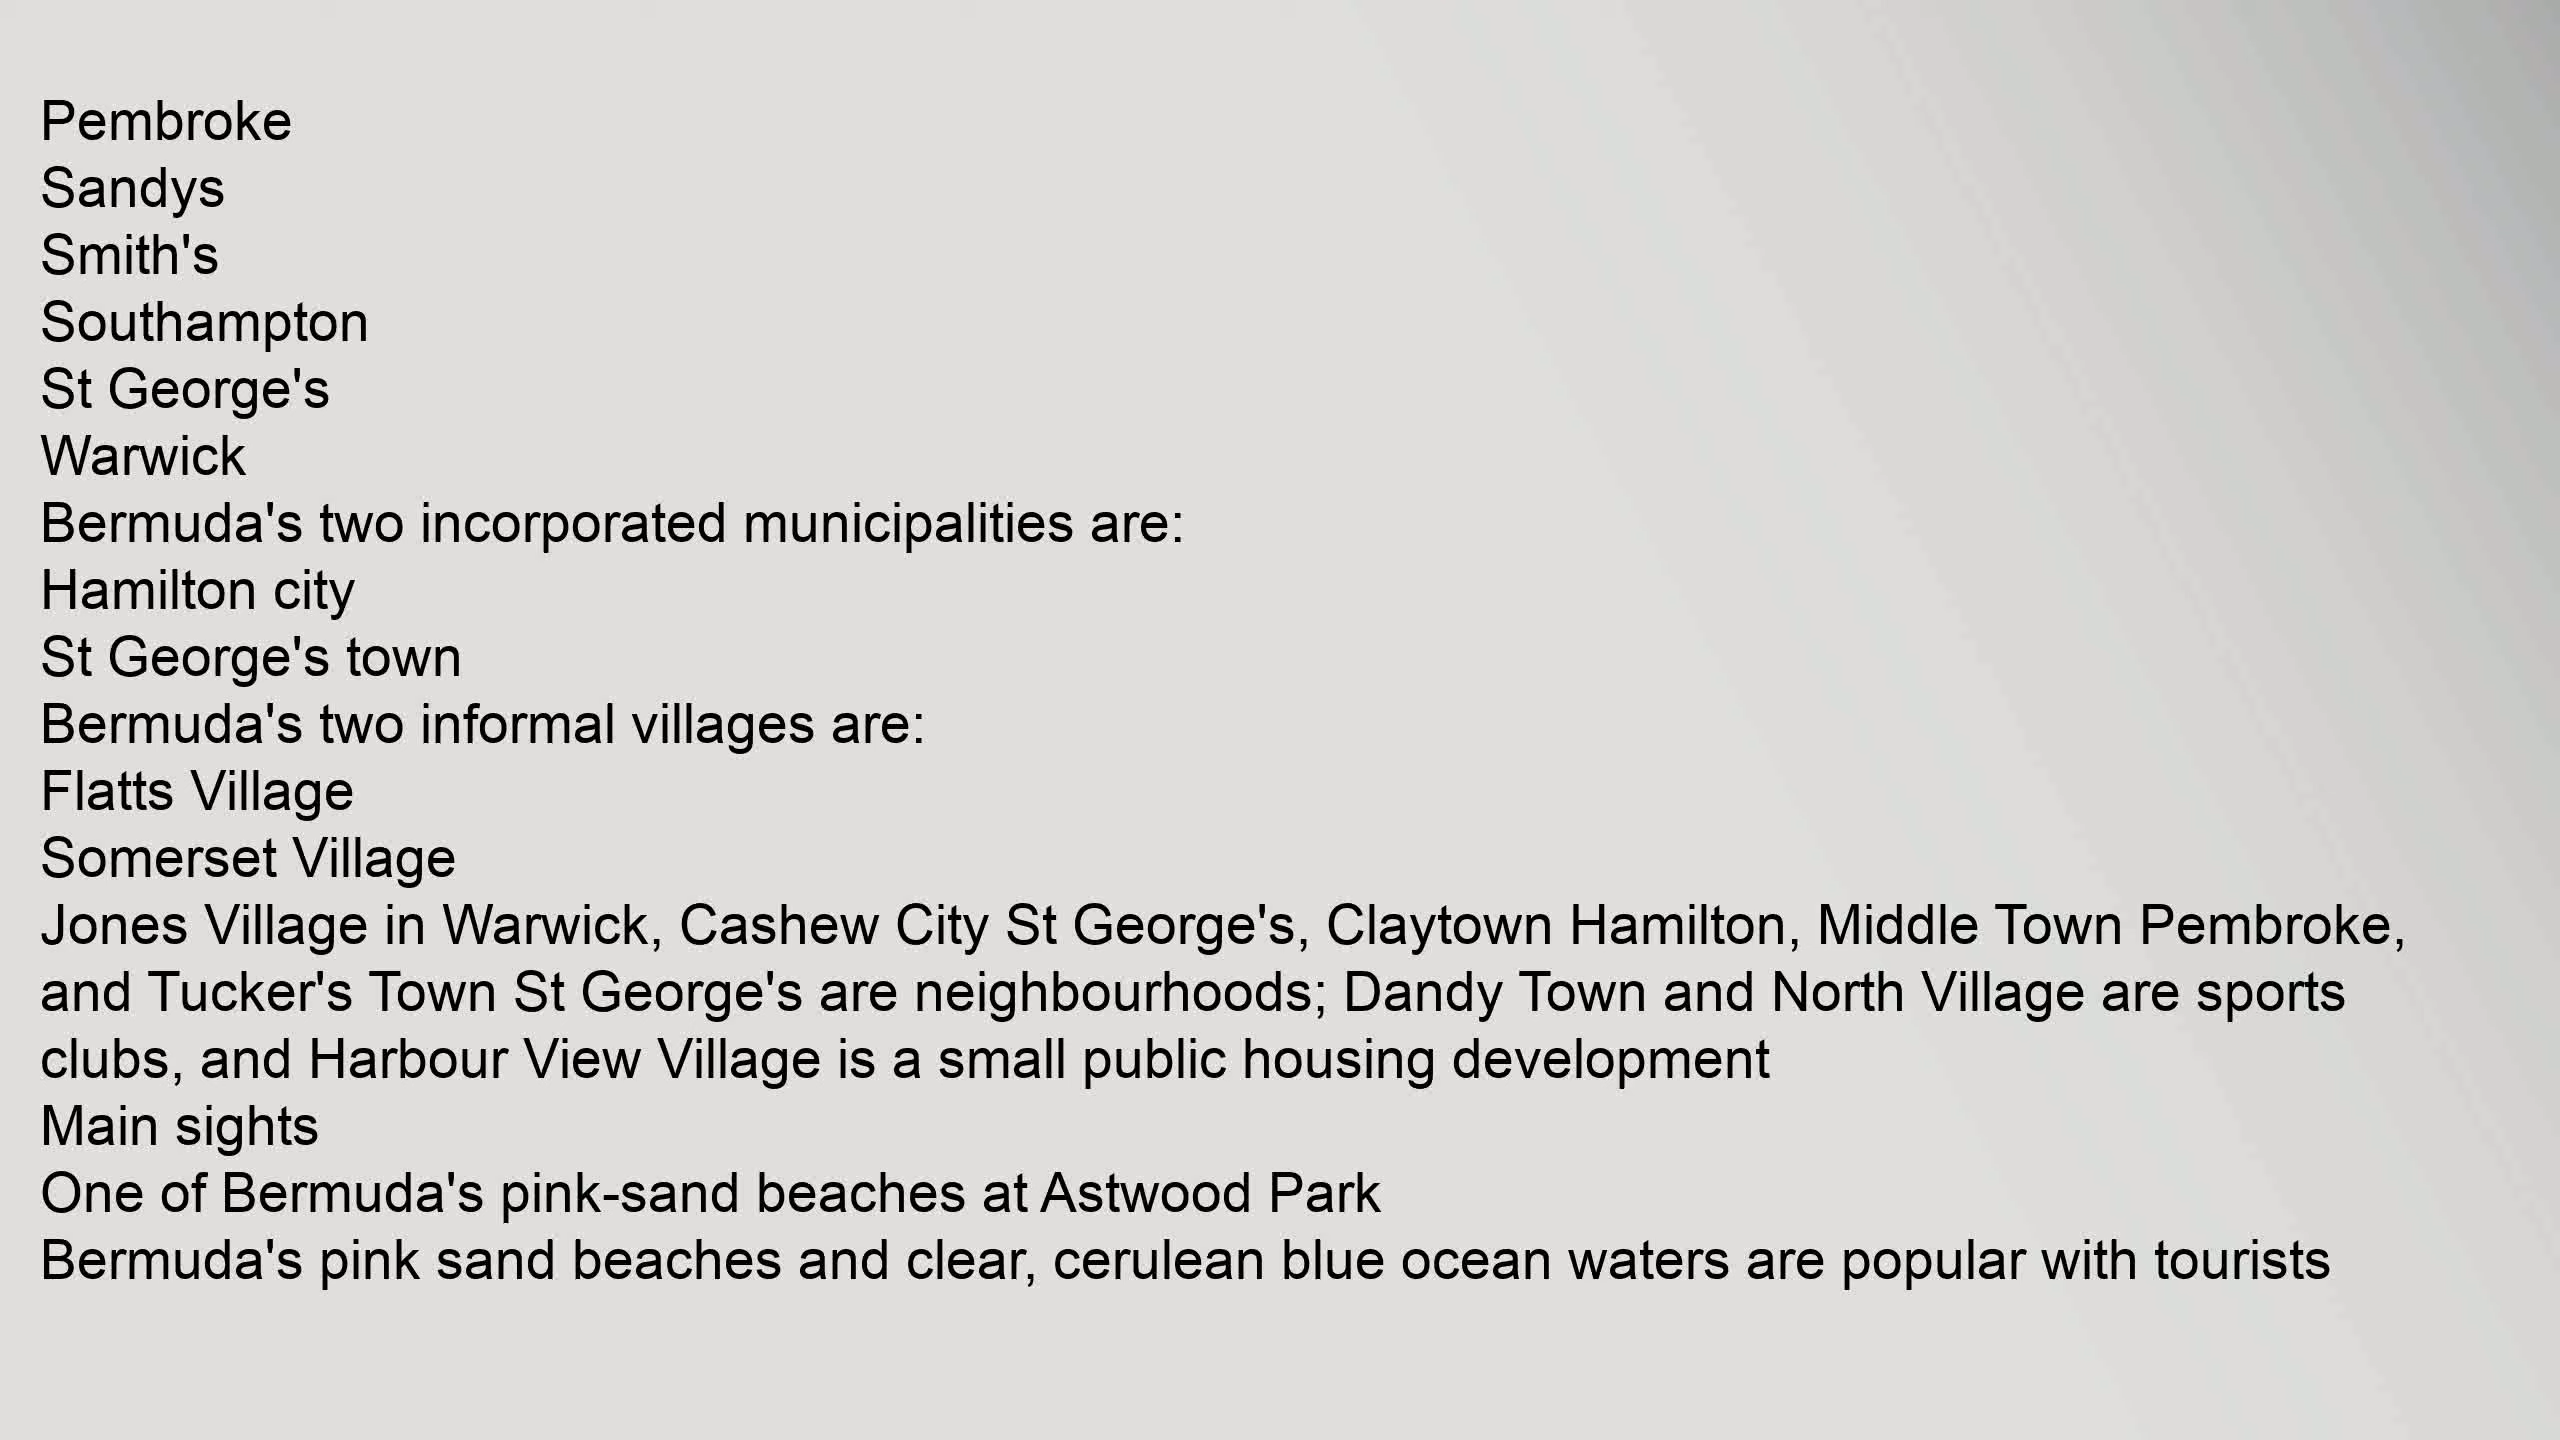 Pembroke
Sandys
Smith's
Southampton
St George's
Warwick
Bermuda's two incorporated municipalities are:
Hamilton city
St George's town
Bermuda's two informal villages are:
Flatts Village
Somerset Village
Jones Village in Warwick, Cashew City St George's, Claytown Hamilton, Middle Town Pembroke,
and Tucker's Town St George's are neighbourhoods; Dandy Town and North Village are sports
clubs, and Harbour View Village is a small public housing development
Main sights
One of Bermuda's pink-sand beaches at Astwood Park
Bermuda's pink sand beaches and clear, cerulean blue ocean waters are popular with tourists